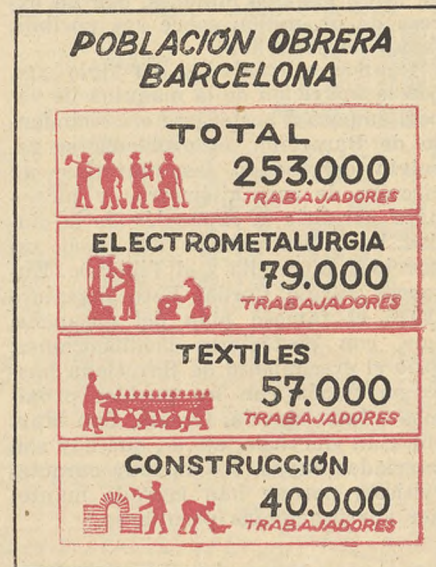 POBLACIÓN OBRERA
BARCELONA
TOTAL
253.000
TRABAJADORES
ELECTROMETALURGIA
79.000
TRABAJADORES
TEXTILES
57.000
TRABAJADORES
CONSTRUCCIÓN
40.000
TRABAJADORES